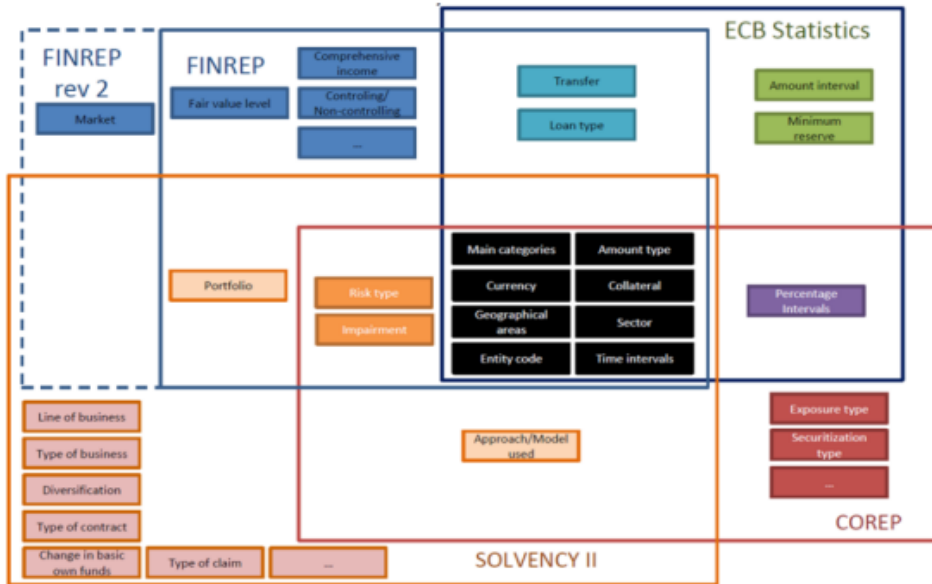 ECB Statistics
FINREP
rev 2
FINREP
Comprehensive
income
Market
Fair value level
Controling/
Non-controlling
...
Transfer
Loan type
Amount interval
Minimum
reserve
Main categories
Amount type
Currency
Collateral
Geographical
areas
Sector
Entity code
Time intervals
Portfolio
Risk type
Impairment
Percentage
Intervals
Line of business
Type of business
Diversification
Type of contract
Change in basic
own funds
Type of claim
...
Approach/Model
used
Exposure type
Securitization
type
...
COREP
SOLVENCY II